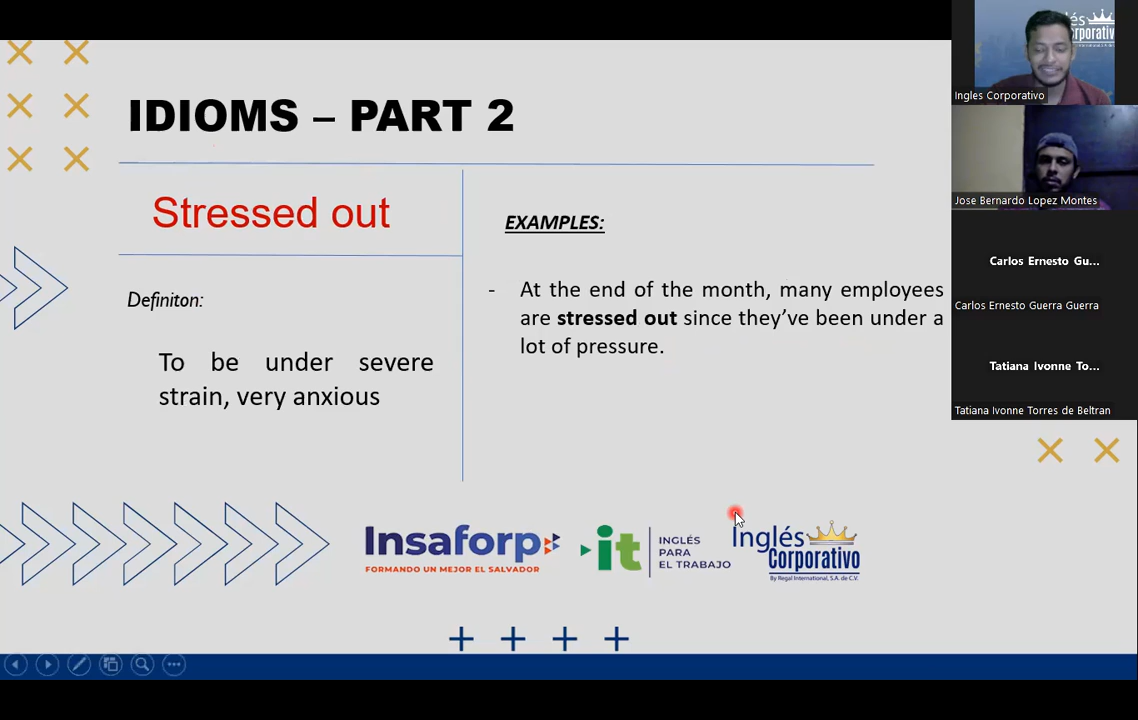 IDIOMS – PART 2
Stressed out
Definiton:
To be under severe
strain, very anxious
EXAMPLES:
- At the end of the month, many employees
are stressed out since they've been under a
lot of pressure.
Insaforp
FORMANDO UN MEJOR EL SALVADOR
it
INGLÉS
PARA
EL TRABAJO
Inglés
Corporativo
By Regal International, S.A. de C.V.
és
rporativo
Ingles Corporativo
Jose Bernardo Lopez Montes
Carlos Ernesto Gu...
Carlos Ernesto Guerra Guerra
Tatiana Ivonne To...
Tatiana Ivonne Torres de Beltran